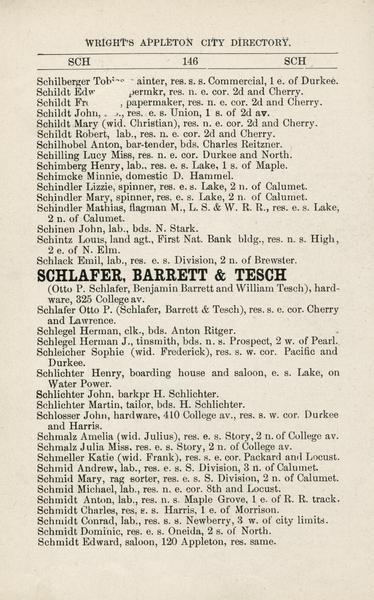 WRIGHT'S APPLETON CITY DIRECTORY.
SCH 146 SCH
Schilberger Tobi ainter, res. s. s. Commercial, 1 e. of Durkee.
Schildt Edw permkr, res. n. e. cor. 2d and Cherry.
Schildt Fr , papermaker, res. n. e. cor. 2d and Cherry.
Schildt John, ., res. e. s. Union, 1 s. of 2d av.
Schildt Mary (wid. Christian), res. n. e. cor. 2d and Cherry.
Schildt Robert, lab., res. n. e. cor. 2d and Cherry.
Schilhobel Anton, bar-tender, bds. Charles Reitzner.
Schilling Lucy Miss, res. n. e. cor. Durkee and North.
Schimberg Henry, lab., res. e. s. Lake, 1 s. of Maple.
Schimcke Minnie, domestic D. Hammel.
Schindler Lizzie, spinner, res. e. s. Lake, 2 n. of Calumet.
Schindler Mary, spinner, res. e. s. Lake, 2 n. of Calumet.
Schindler Mathias, flagman M., L. S. & W. R. R., res. e. s. Lake,
2 n. of Calumet.
Schinen John, lab., bds. N. Stark.
Schintz Louis, land agt., First Nat. Bank bldg., res. n. s. High,
2 e. of N. Elm.
Schlack Emil, lab., res. e. s. Division, 2 n. of Brewster.
SCHLAFER, BARRETT & TESCH
(Otto P. Schlafer, Benjamin Barrett and William Tesch), hard-
ware, 325 College av.
Schlafer Otto P. (Schlafer, Barrett & Tesch), res. s. e. cor. Cherry
and Lawrence.
Schlegel Herman, clk., bds. Anton Ritger.
Schlegel Herman J., tinsmith, bds. n. s. Prospect, 2 w. of Pearl.
Schleicher Sophie (wid. Frederick), res. s. w. cor. Pacific and
Durkee.
Schlichter Henry, boarding house and saloon, e. s. Lake, on
Water Power.
Schlichter John, barkpr H. Schlichter.
Schlichter Martin, tailor, bds. H. Schlichter.
Schlosser John, hardware, 410 College av., res. s. w. cor. Durkee
and Harris.
Schmalz Amelia (wid. Julius), res. e. s. Story, 2 n. of College av.
Schmalz Julia Miss. res. e. s. Story, 2 n. of College av.
Schmeller Katie (wid. Frank), res. s. e. cor. Packard and Locust.
Schmid Andrew, lab., res. e. s. S. Division, 3 n. of Calumet.
Schmid Mary, rag sorter, res. e. s. S. Division, 2 n. of Calumet.
Schmid Michael, lab., res. n. e. cor. 8th and Locust.
Schmidt Anton, lab., res. n. s. Maple Grove, 1 e. of R. R. track.
Schmidt Charles, res. s. s. Harris, 1 e. of Morrison.
Schmidt Conrad, lab., res. s. s. Newberry, 3 w. of city limits.
Schmidt Dominic, res. e. s. Oneida, 2 s. of North.
Schmidt Edward, saloon, 120 Appleton, res. same.